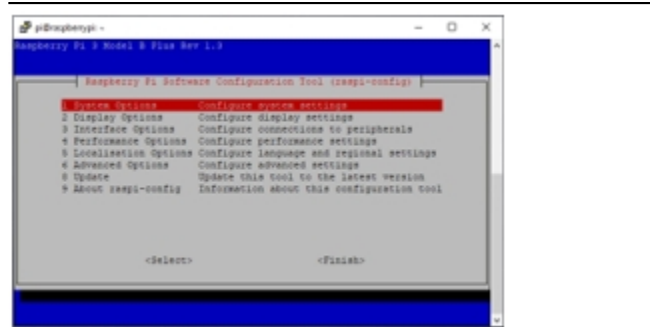 pi@raspberrypi: ~
Raspberry Pi 3 Model B Plus Rev 1.3
Raspberry Pi Software Configuration Tool (raspi-config)
1 System Options Configure system settings
2 Display Options Configure display settings
3 Interface Options Configure connections to peripherals
4 Performance Options Configure performance settings
5 Localisation Options Configure language and regional settings
6 Advanced Options Configure advanced settings
8 Update Update this tool to the latest version
9 About raspi-config Information about this configuration tool
<Select> <Finish>